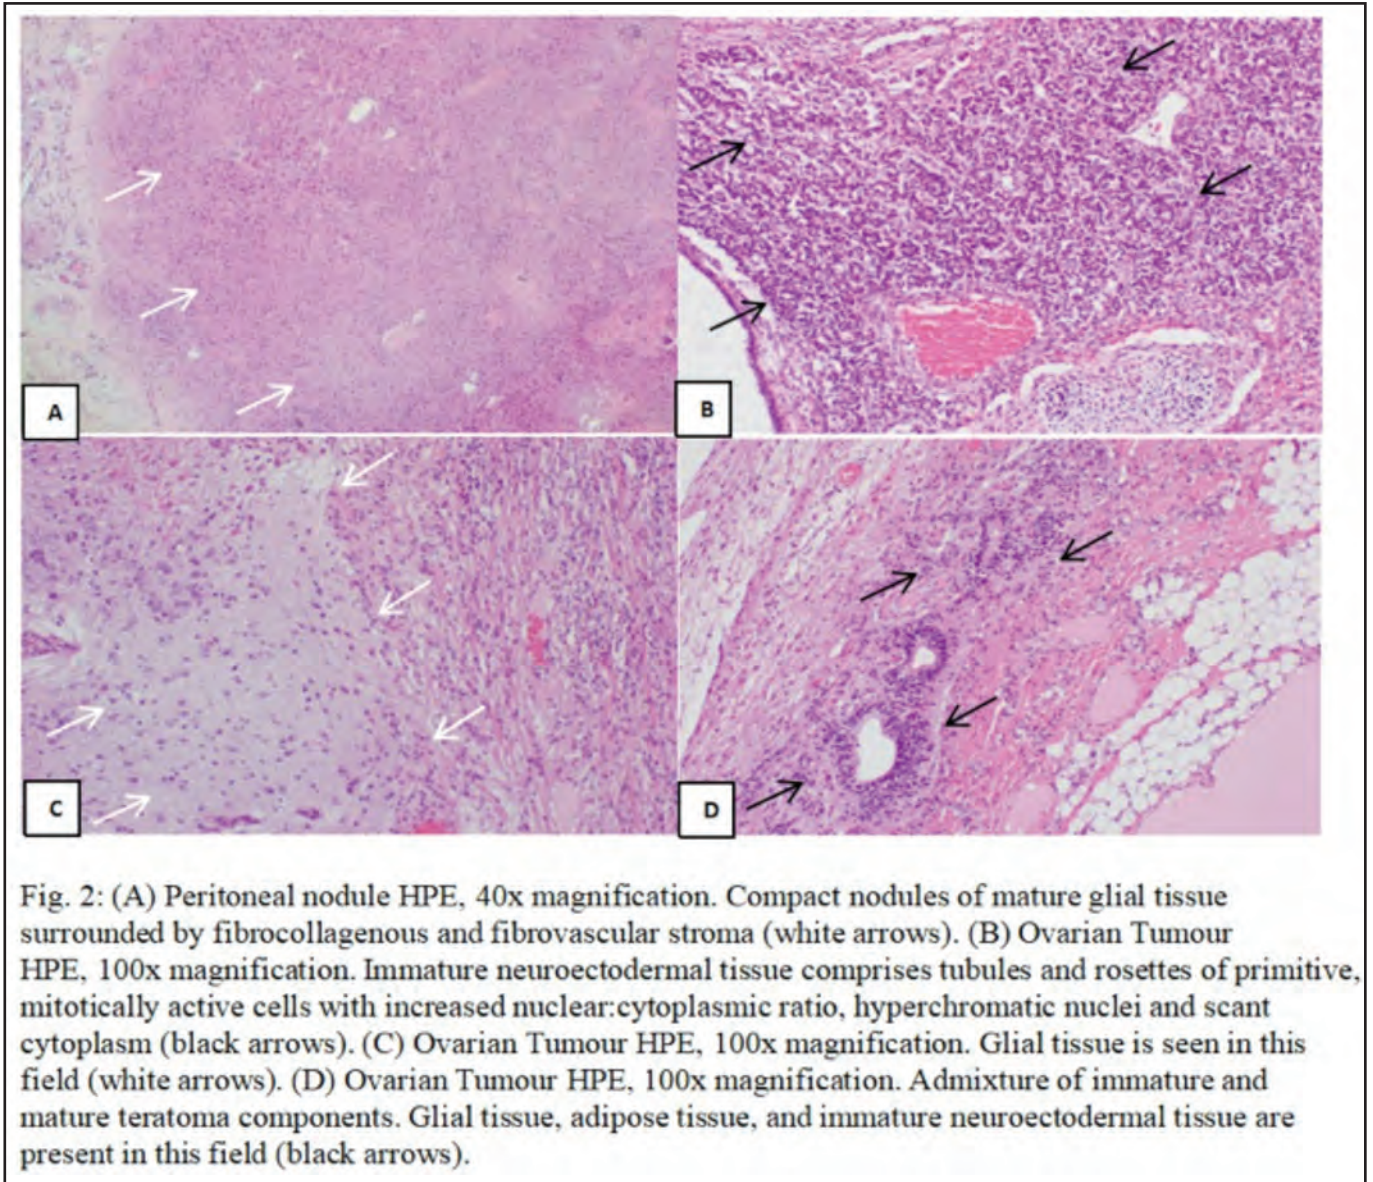 A
B
C
D
Fig. 2: (A) Peritoneal nodule HPE, 40x magnification. Compact nodules of mature glial tissue
surrounded by fibrocollagenous and fibrovascular stroma (white arrows). (B) Ovarian Tumour
HPE, 100x magnification. Immature neuroectodermal tissue comprises tubules and rosettes of primitive,
mitotically active cells with increased nuclear:cytoplasmic ratio, hyperchromatic nuclei and scant
cytoplasm (black arrows). (C) Ovarian Tumour HPE, 100x magnification. Glial tissue is seen in this
field (white arrows). (D) Ovarian Tumour HPE, 100x magnification. Admixture of immature and
mature teratoma components. Glial tissue, adipose tissue, and immature neuroectodermal tissue are
present in this field (black arrows).